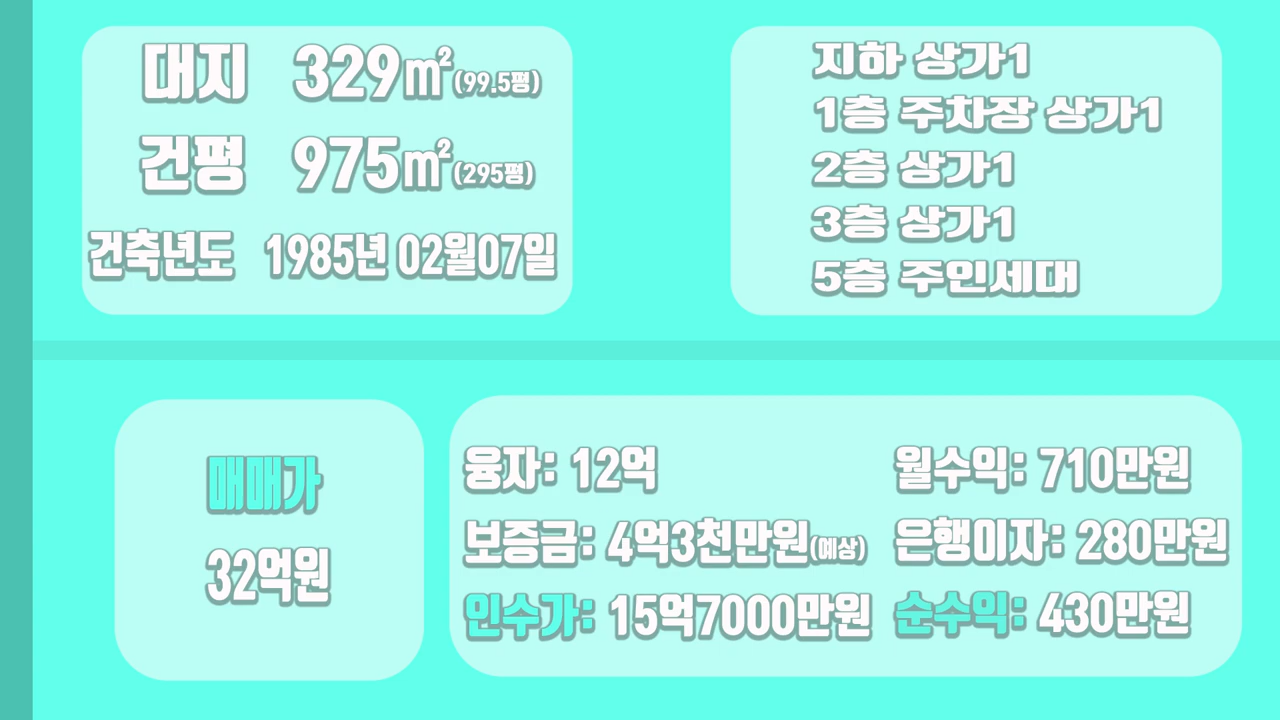 대지 329㎡(99.5평)
건평 975㎡(295평)
건축년도 1985년 02월07일
지하 상가1
1층 주차장 상가1
2층 상가1
3층 상가1
5층 주인세대
매매가
32억원
융자: 12억
보증금: 4억3천만원(예상)
인수가: 15억7000만원
월수익: 710만원
은행이자: 280만원
순수익: 430만원